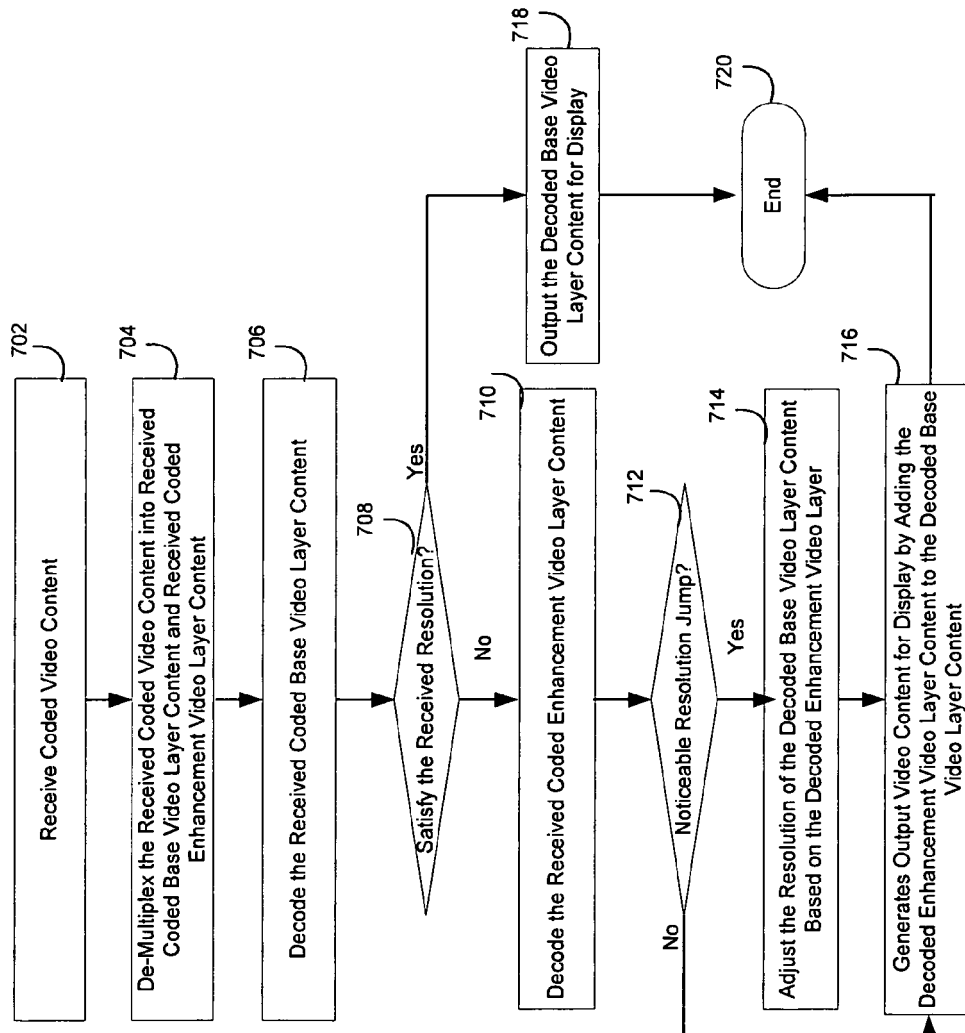 702
Receive Coded Video Content
704
De-Multiplex the Received Coded Video Content into Received
Coded Base Video Layer Content and Received Coded
Enhancement Video Layer Content
706
Decode the Received Coded Base Video Layer Content
708
Satisfy the Received Resolution?
Yes
No
710
Decode the Received Coded Enhancement Video Layer Content
712
Noticeable Resolution Jump?
No
Yes
714
Adjust the Resolution of the Decoded Base Video Layer Content
Based on the Decoded Enhancement Video Layer
716
Generates Output Video Content for Display by Adding the
Decoded Enhancement Video Layer Content to the Decoded Base
Video Layer Content
718
Output the Decoded Base Video
Layer Content for Display
720
End